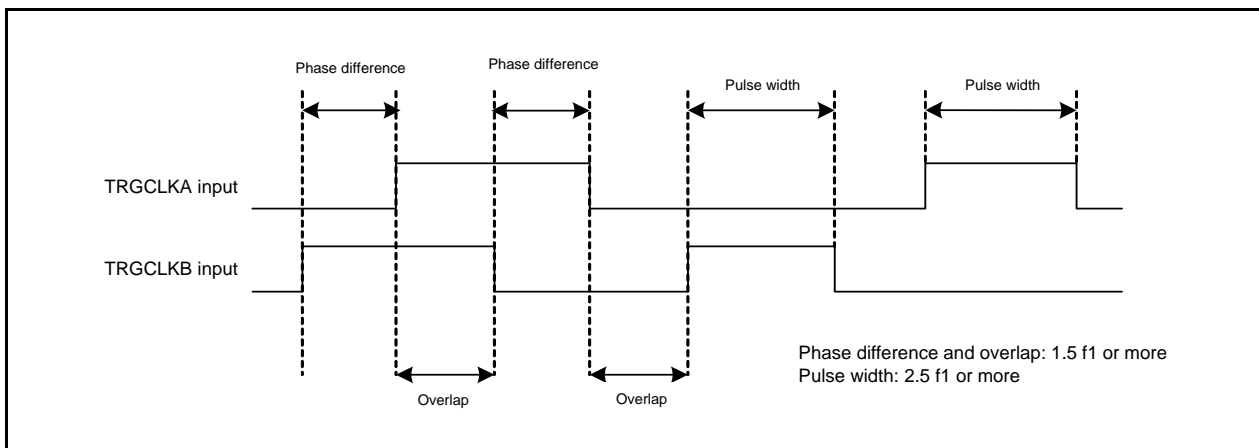 Phase difference
Phase difference
Pulse width
Pulse width
TRGCLKA input
TRGCLKB input
Phase difference and overlap: 1.5 f1 or more
Pulse width: 2.5 f1 or more
Overlap
Overlap